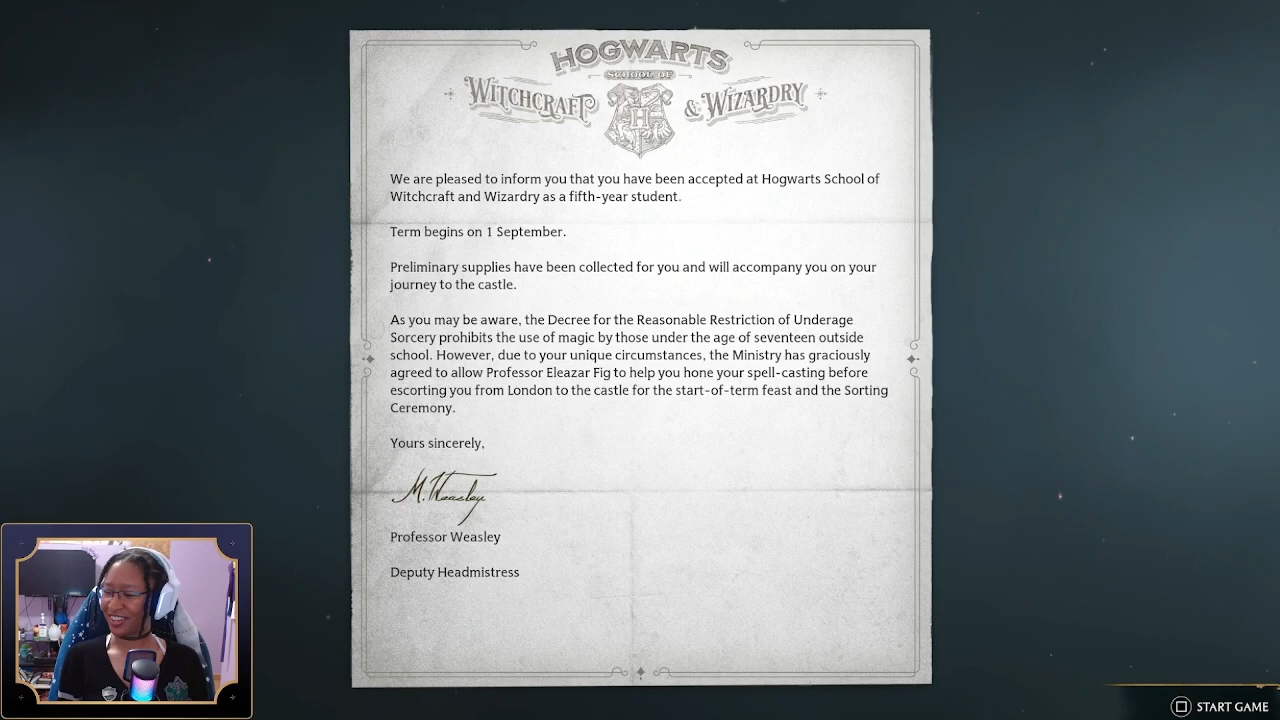 HOGWARTS
SCHOOL OF
WITCHCRAFT & WIZARDRY
H
We are pleased to inform you that you have been accepted at Hogwarts School of
Witchcraft and Wizardry as a fifth-year student.
Term begins on 1 September.
Preliminary supplies have been collected for you and will accompany you on your
journey to the castle.
As you may be aware, the Decree for the Reasonable Restriction of Underage
Sorcery prohibits the use of magic by those under the age of seventeen outside
school. However, due to your unique circumstances, the Ministry has graciously
agreed to allow Professor Eleazar Fig to help you hone your spell-casting before
escorting you from London to the castle for the start-of-term feast and the Sorting
Ceremony.
Yours sincerely,
M. Weasley
Professor Weasley
Deputy Headmistress
START GAME